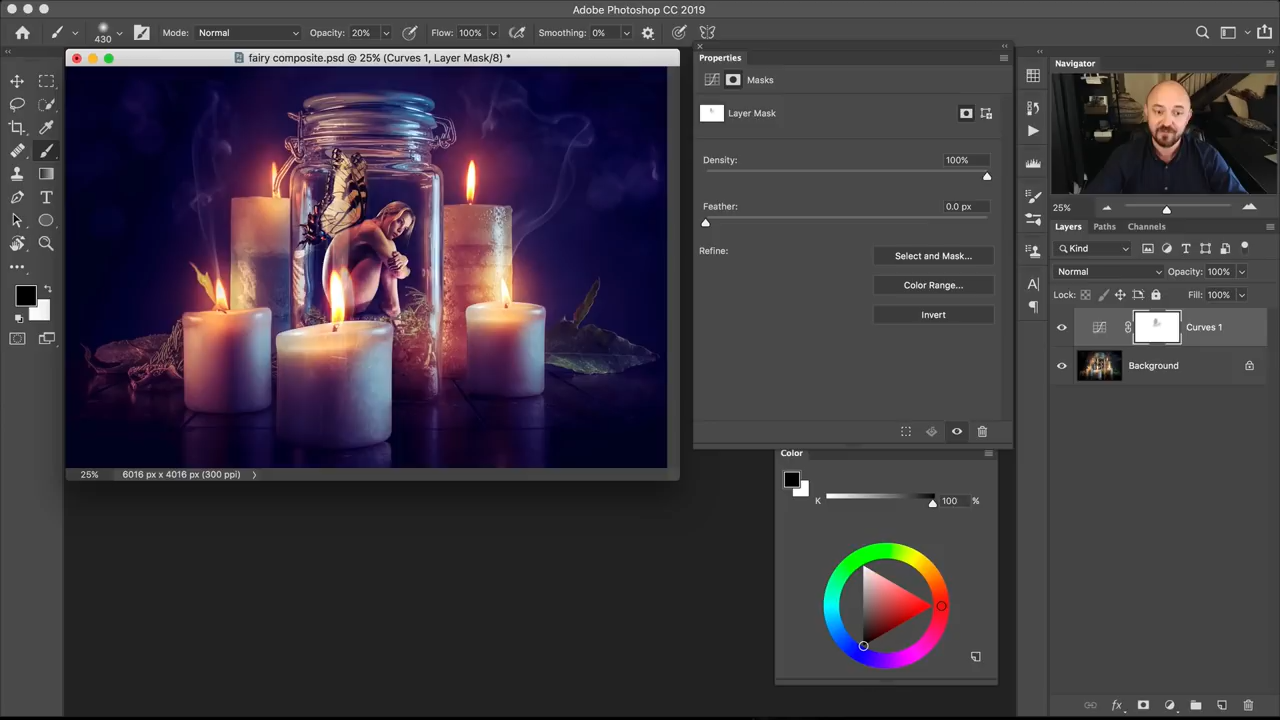 Adobe Photoshop CC 2019
430
Mode: Normal
Opacity: 20%
Flow: 100%
Smoothing: 0%
fairy composite.psd @ 25% (Curves 1, Layer Mask/8) *
25%
6016 px x 4016 px (300 ppi)
Properties
Masks
Layer Mask
Density: 100%
Feather: 0.0 px
Refine:
Select and Mask...
Color Range...
Invert
Color
K 100 %
Navigator
25%
Layers Paths Channels
Kind
Normal Opacity: 100%
Lock: Fill: 100%
Curves 1
Background